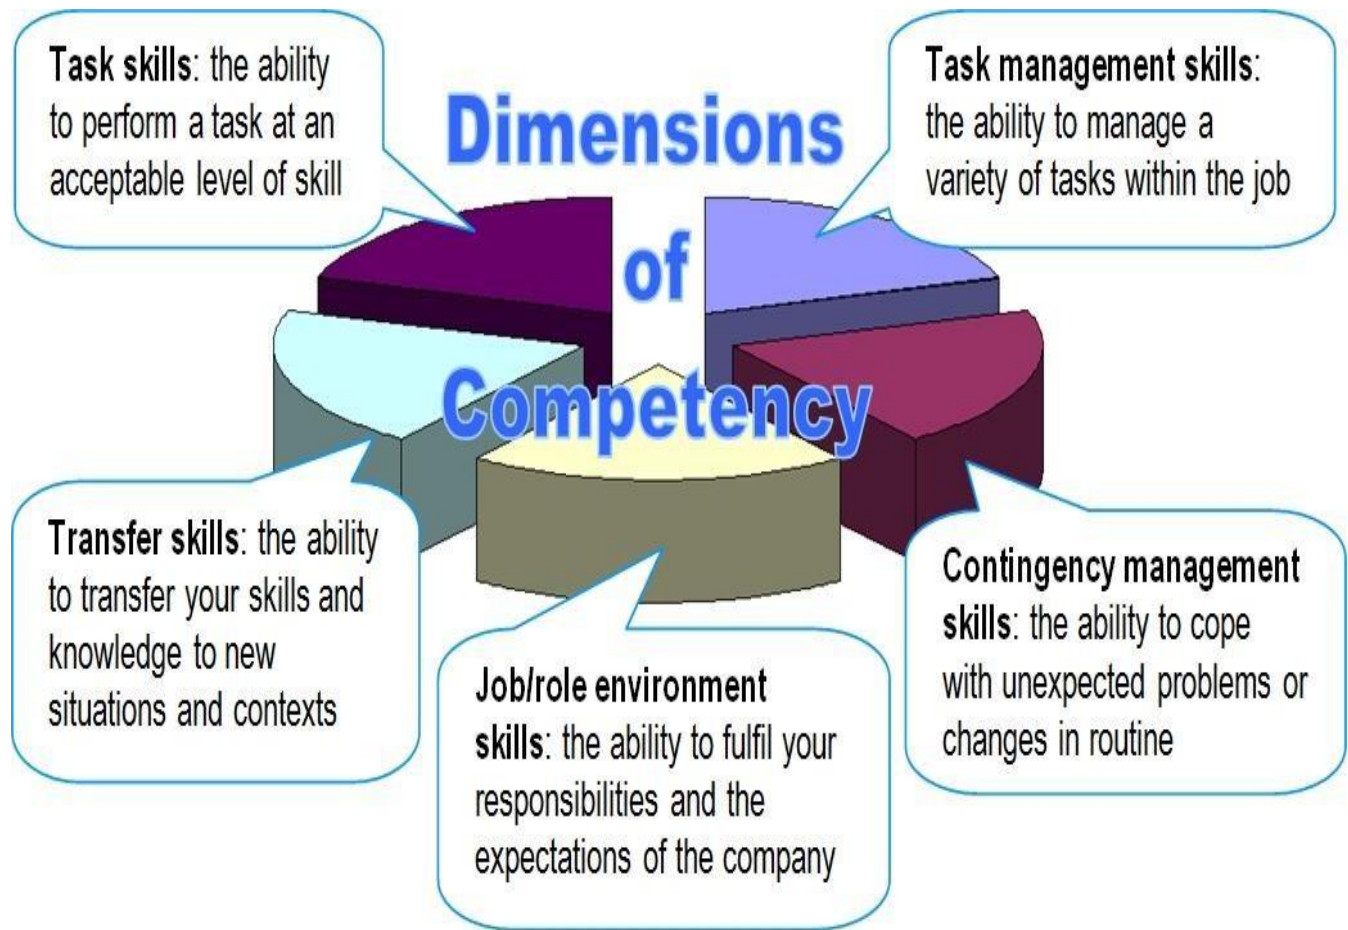 Dimensions
of
Competency
Task skills: the ability
to perform a task at an
acceptable level of skill
Task management skills:
the ability to manage a
variety of tasks within the job
Transfer skills: the ability
to transfer your skills and
knowledge to new
situations and contexts
Job/role environment
skills: the ability to fulfil your
responsibilities and the
expectations of the company
Contingency management
skills: the ability to cope
with unexpected problems or
changes in routine